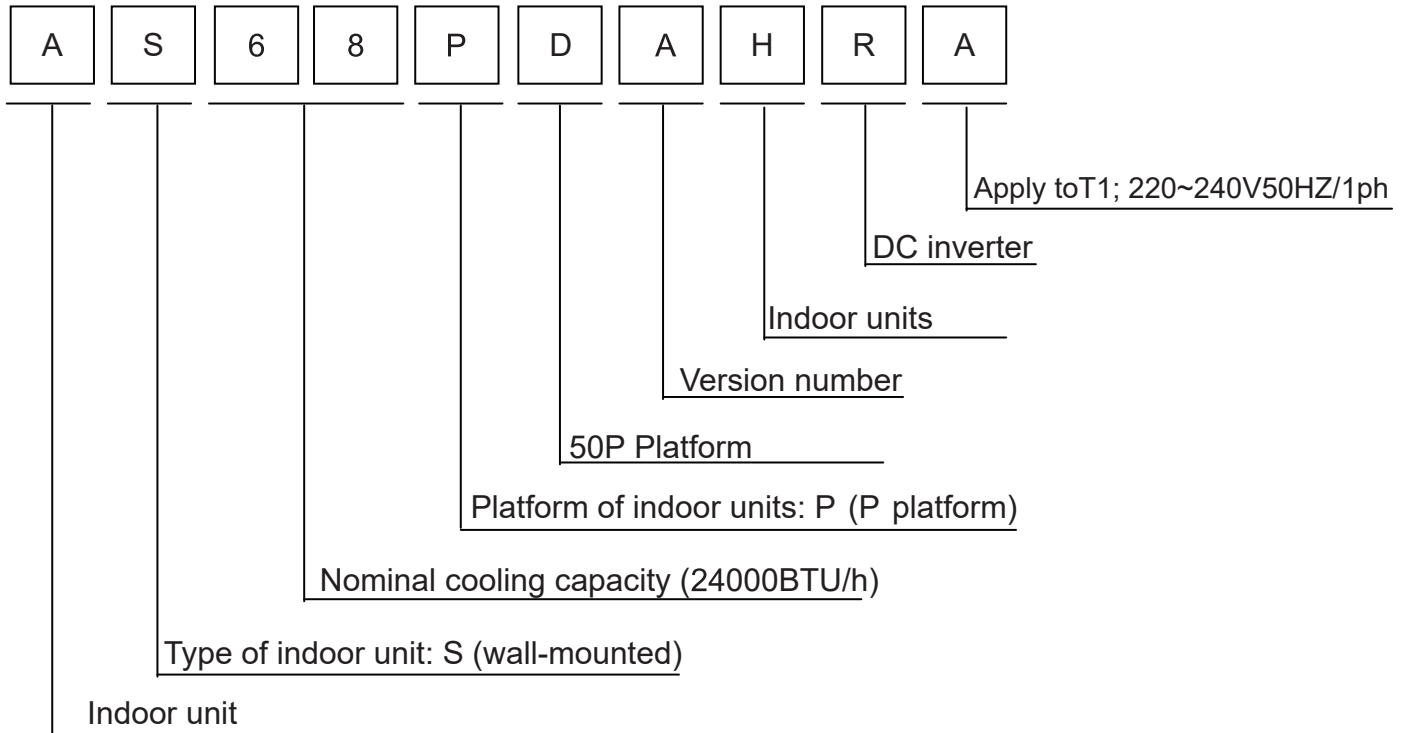 A S 6 8 P D A H R A
Apply toT1; 220~240V50HZ/1ph
DC inverter
Indoor units
Version number
50P Platform
Platform of indoor units: P (P platform)
Nominal cooling capacity (24000BTU/h)
Type of indoor unit: S (wall-mounted)
Indoor unit